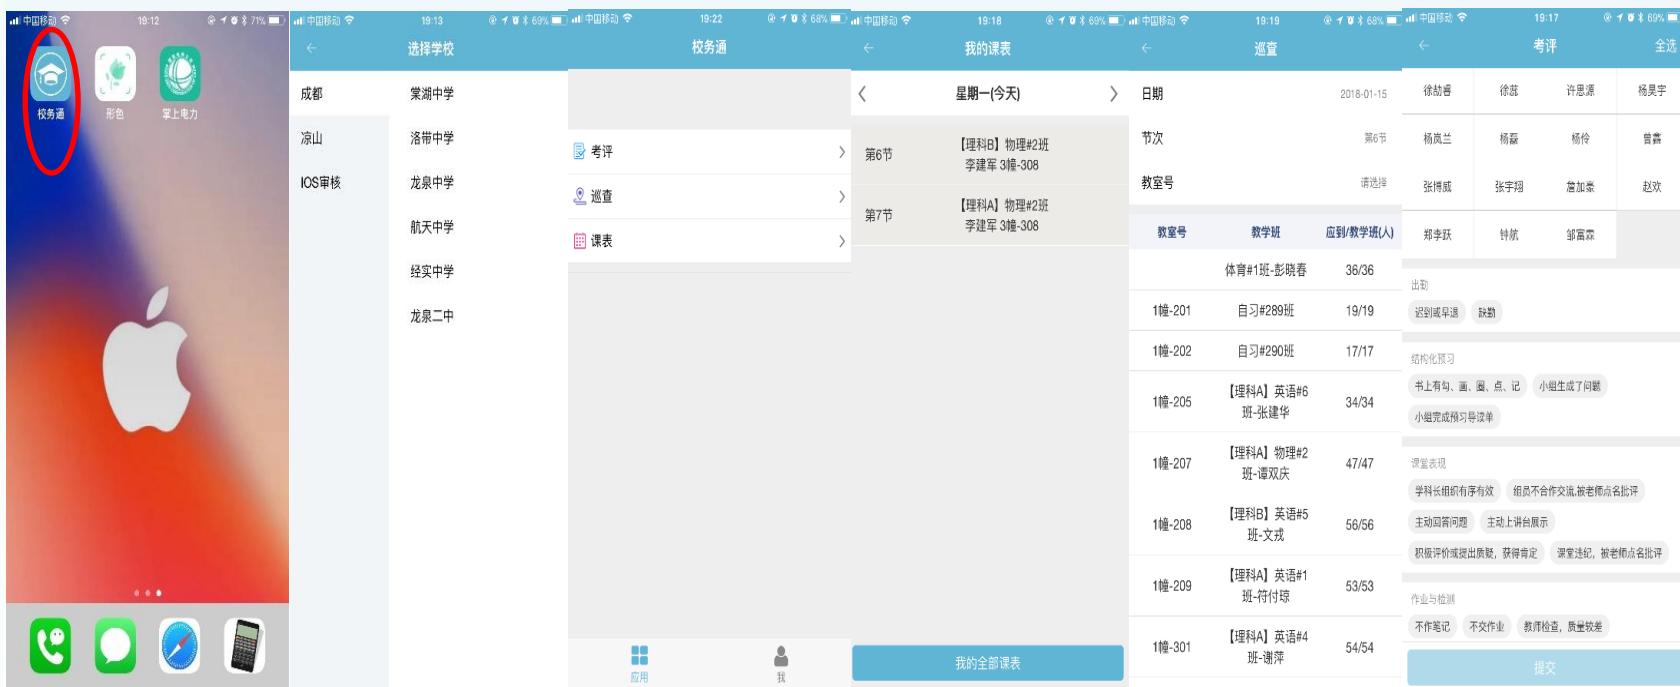 中国移动 19:12 71%
校务通 形色 掌上电力
中国移动 19:13 69%
选择学校
成都 棠湖中学
凉山 洛带中学
IOS审核 龙泉中学
航天中学
经实中学
龙泉二中
中国移动 19:22 68%
校务通
考评
巡查
课表
应用 我
中国移动 19:18 69%
我的课表
星期一(今天)
第6节 【理科B】物理#2班
李建军 3幢-308
第7节 【理科A】物理#2班
李建军 3幢-308
我的全部课表
中国移动 19:19 68%
巡查
日期 2018-01-15
节次 第6节
教室号 请选择
教室号 教学班 应到/教学班(人)
体育#1班-彭晓春 36/36
1幢-201 自习#289班 19/19
1幢-202 自习#290班 17/17
1幢-205 【理科A】英语#6
班-张建华 34/34
1幢-207 【理科A】物理#2
班-谭双庆 47/47
1幢-208 【理科B】英语#5
班-文戎 56/56
1幢-209 【理科A】英语#1
班-符付琼 53/53
1幢-301 【理科A】英语#4
班-谢萍 54/54
中国移动 19:17 69%
考评 全选
徐劼睿 徐蕊 许思源 杨昊宇
杨岚兰 杨磊 杨伶 曾鑫
张博威 张宇翔 詹加豪 赵欢
郑李跃 钟航 邹富霖
出勤
迟到或早退 缺勤
结构化预习
书上有勾、画、圈、点、记 小组生成了问题
小组完成预习导读单
课堂表现
学科长组织有序有效 组员不合作交流,被老师点名批评
主动回答问题 主动上讲台展示
积极评价或提出质疑，获得肯定 课堂违纪，被老师点名批评
作业与检测
不作笔记 不交作业 教师检查，质量较差
提交